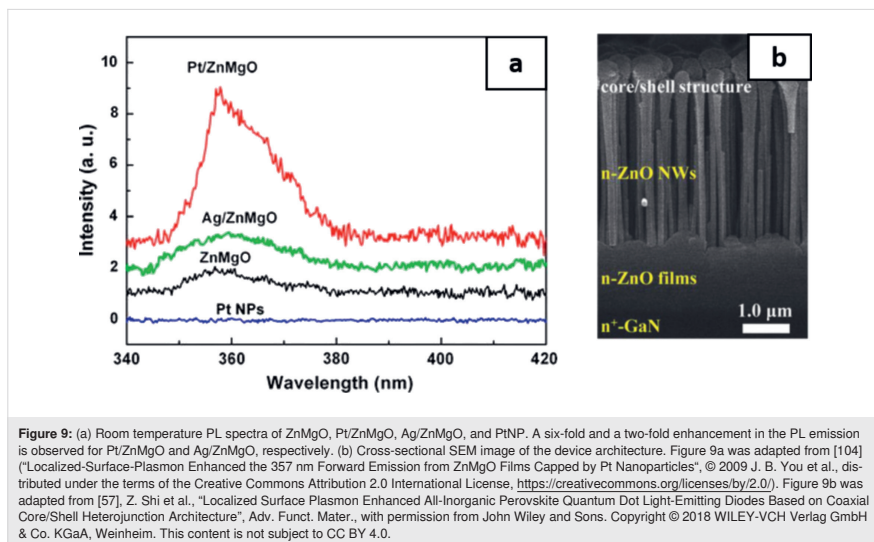 a
10
8
6
4
2
0
Intensity (a. u.)
Pt/ZnMgO
Ag/ZnMgO
ZnMgO
Pt NPs
340 360 380 400 420
Wavelength (nm)
b
core/shell structure
n-ZnO NWs
n-ZnO films
n⁺-GaN
1.0 μm
Figure 9: (a) Room temperature PL spectra of ZnMgO, Pt/ZnMgO, Ag/ZnMgO, and PtNP. A six-fold and a two-fold enhancement in the PL emission
is observed for Pt/ZnMgO and Ag/ZnMgO, respectively. (b) Cross-sectional SEM image of the device architecture. Figure 9a was adapted from [104]
(“Localized-Surface-Plasmon Enhanced the 357 nm Forward Emission from ZnMgO Films Capped by Pt Nanoparticles“, © 2009 J. B. You et al., dis-
tributed under the terms of the Creative Commons Attribution 2.0 International License, https://creativecommons.org/licenses/by/2.0/). Figure 9b was
adapted from [57], Z. Shi et al., “Localized Surface Plasmon Enhanced All-Inorganic Perovskite Quantum Dot Light-Emitting Diodes Based on Coaxial
Core/Shell Heterojunction Architecture”, Adv. Funct. Mater., with permission from John Wiley and Sons. Copyright © 2018 WILEY-VCH Verlag GmbH
& Co. KGaA, Weinheim. This content is not subject to CC BY 4.0.